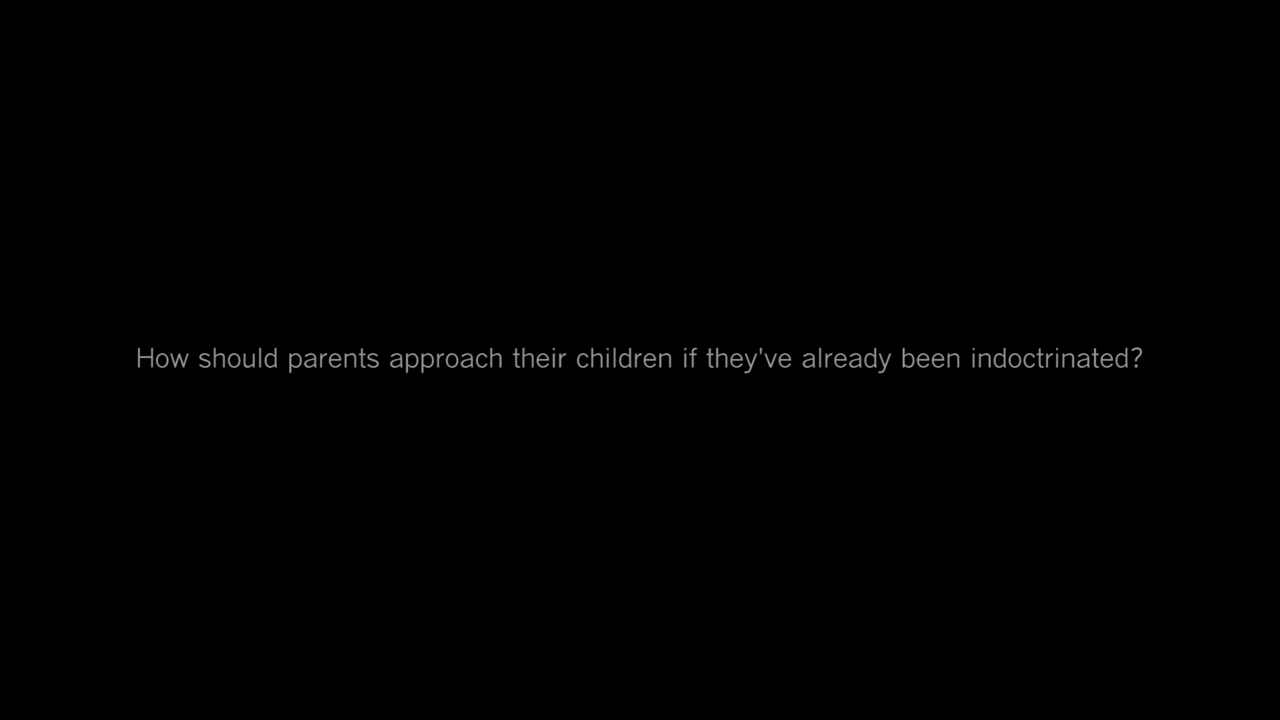 How should parents approach their children if they've already been indoctrinated?